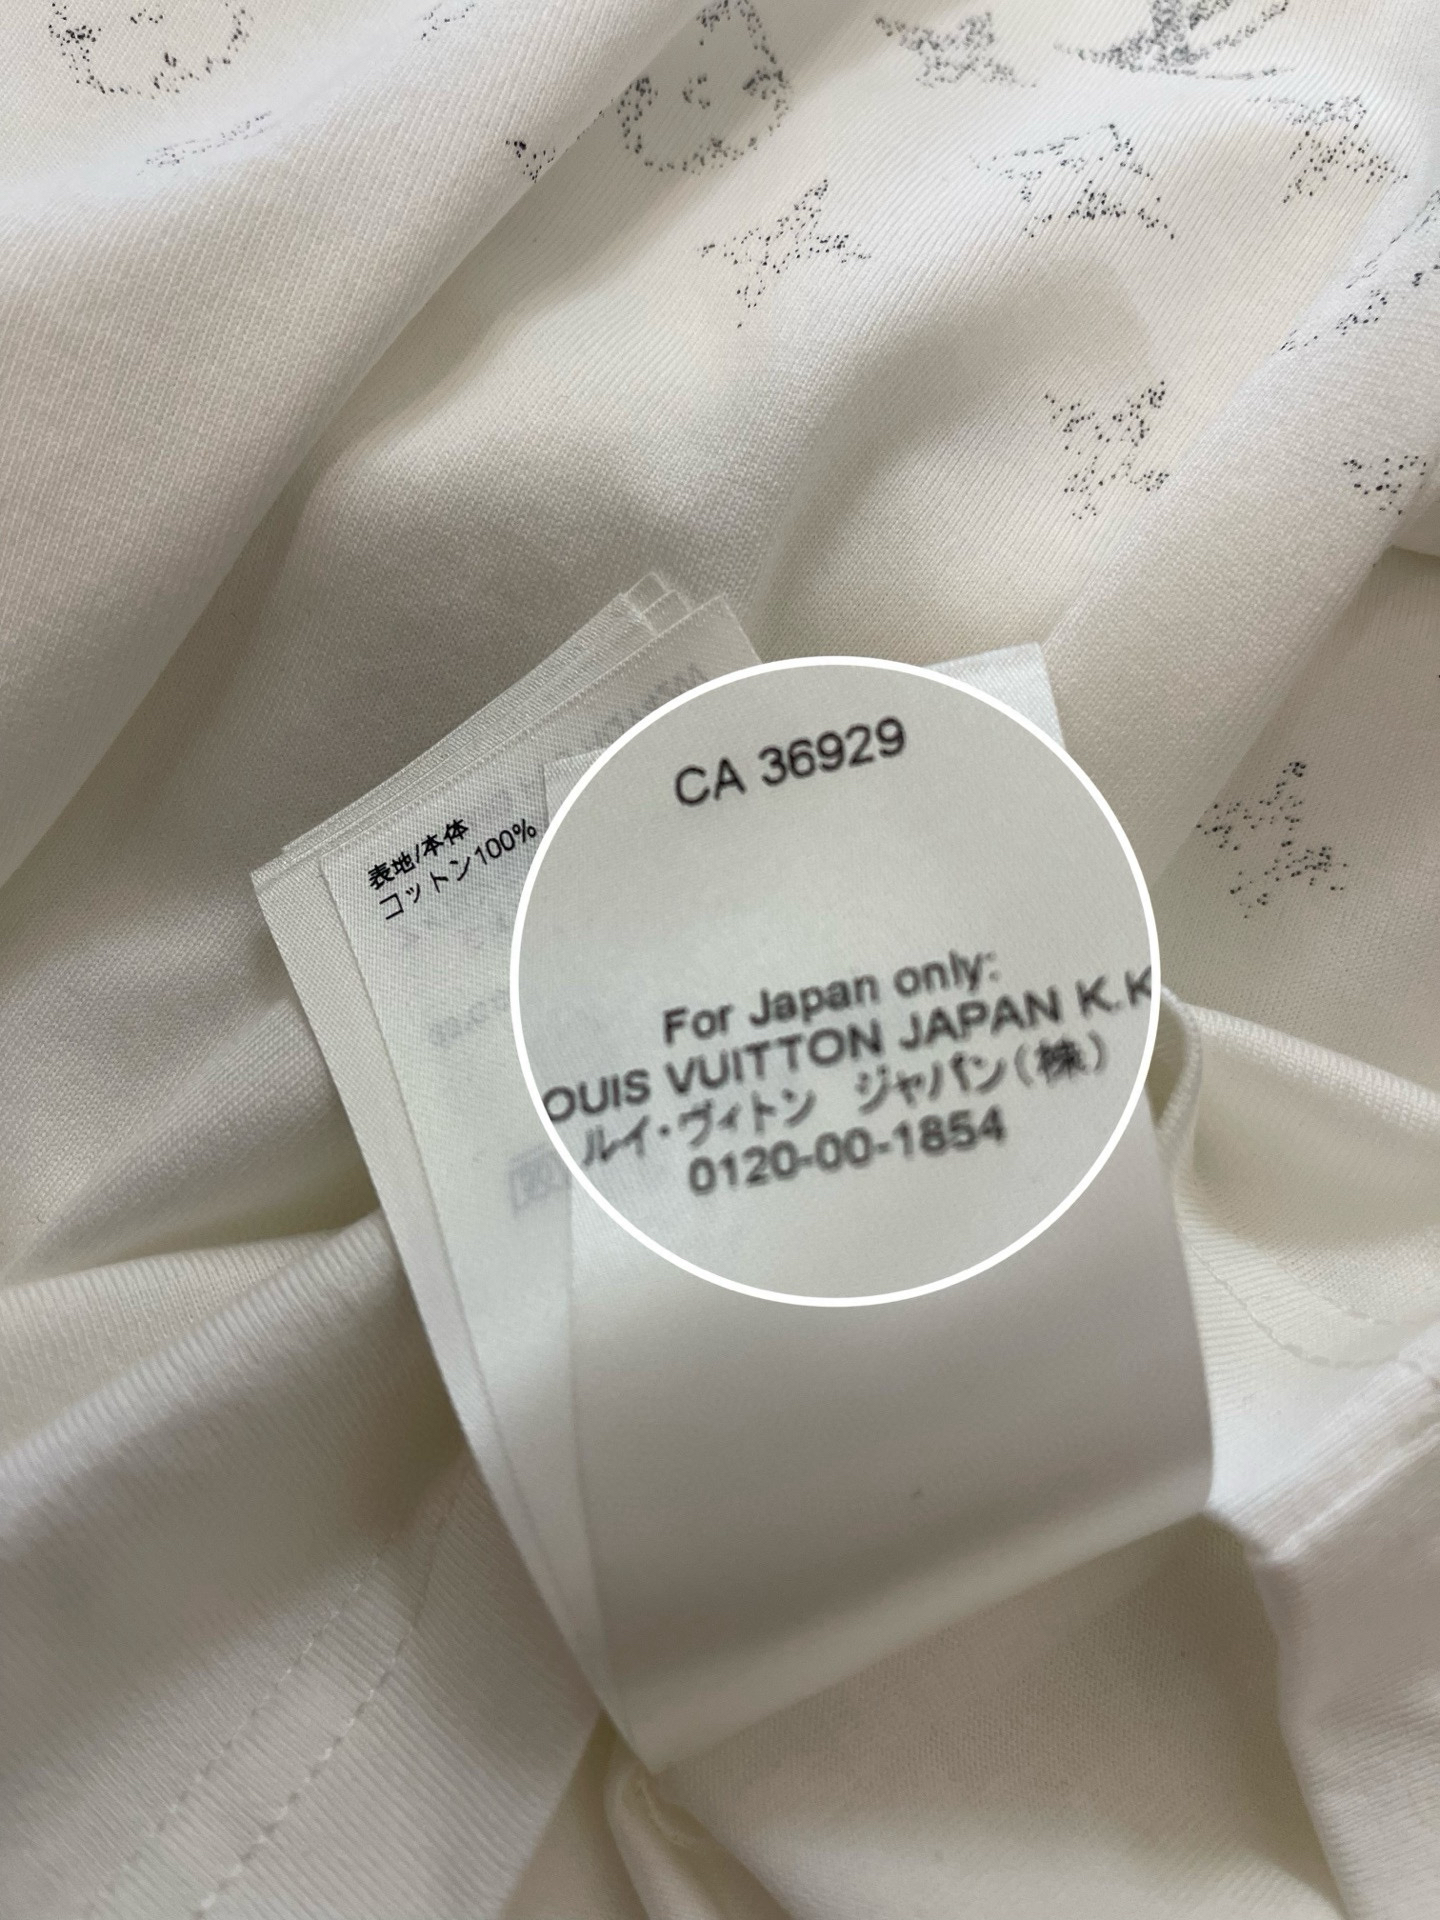 表地/本体
コットン100%
CA 36929
For Japan only:
OUIS VUITTON JAPAN K.K
ルイ・ヴィトン ジャパン(株)
0120-00-1854